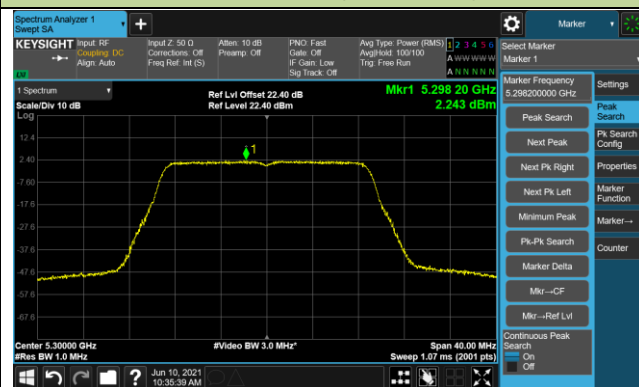 Spectrum Analyzer 1
Swept SA
Marker
KEYSIGHT
Input: RF
Coupling: DC
Align: Auto
Input Z: 50 Ω
Corrections: Off
Freq Ref: Int (S)
Atten: 10 dB
Preamp: Off
PNO: Fast
Gate: Off
IF Gain: Low
Sig Track: Off
Avg Type: Power (RMS)
Avg|Hold: 100/100
Trig: Free Run
1 2 3 4 5 6
A W W W W W
A N N N N N
Select Marker
Marker 1
1 Spectrum
Scale/Div 10 dB
Log
Ref Lvl Offset 22.40 dB
Ref Level 22.40 dBm
Mkr1 5.298 20 GHz
2.243 dBm
12.4
2.40
-7.60
-17.6
-27.6
-37.6
-47.6
-57.6
-67.6
1
Center 5.30000 GHz
#Res BW 1.0 MHz
#Video BW 3.0 MHz*
Span 40.00 MHz
Sweep 1.07 ms (2001 pts)
Marker Frequency
5.298200000 GHz
Peak Search
Next Peak
Next Pk Right
Next Pk Left
Minimum Peak
Pk-Pk Search
Marker Delta
Mkr→CF
Mkr→Ref Lvl
Continuous Peak
Search
On
Off
Settings
Peak
Search
Pk Search
Config
Properties
Marker
Function
Marker→
Counter
Jun 10, 2021
10:35:39 AM